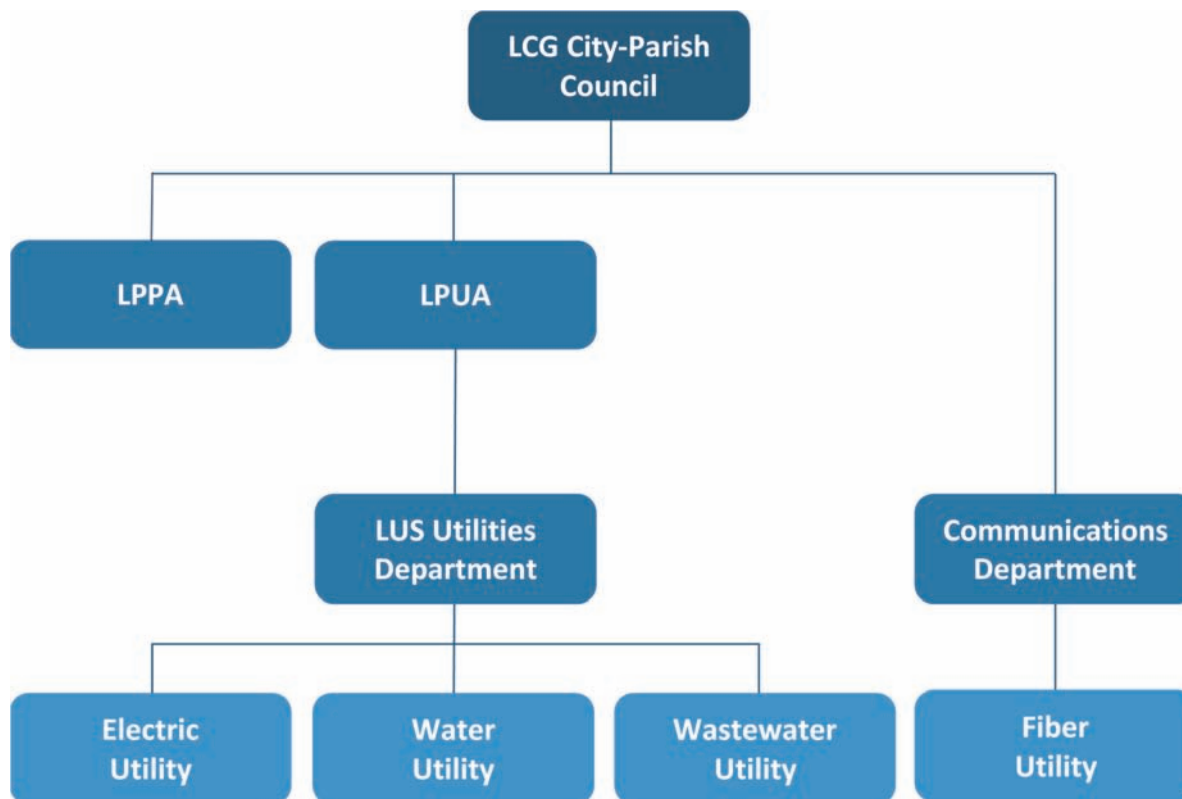 LCG City-Parish
Council
LPPA
LPUA
LUS Utilities
Department
Communications
Department
Electric
Utility
Water
Utility
Wastewater
Utility
Fiber
Utility